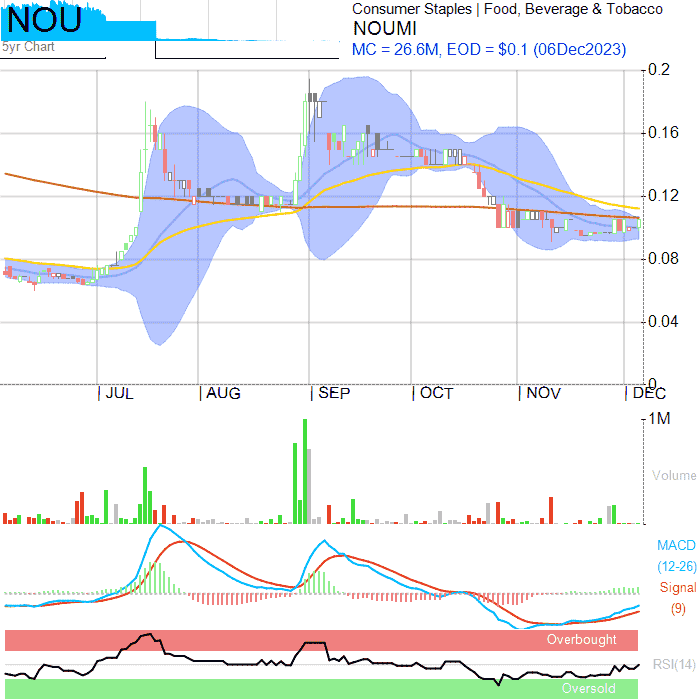 NOU
5yr Chart
Consumer Staples | Food, Beverage & Tobacco
NOUMI
MC = 26.6M, EOD = $0.1 (06Dec2023)
0.2
0.16
0.12
0.08
0.04
0
JUL AUG SEP OCT NOV DEC
1M
Volume
MACD
(12-26)
Signal
(9)
Overbought
RSI(14)
Oversold